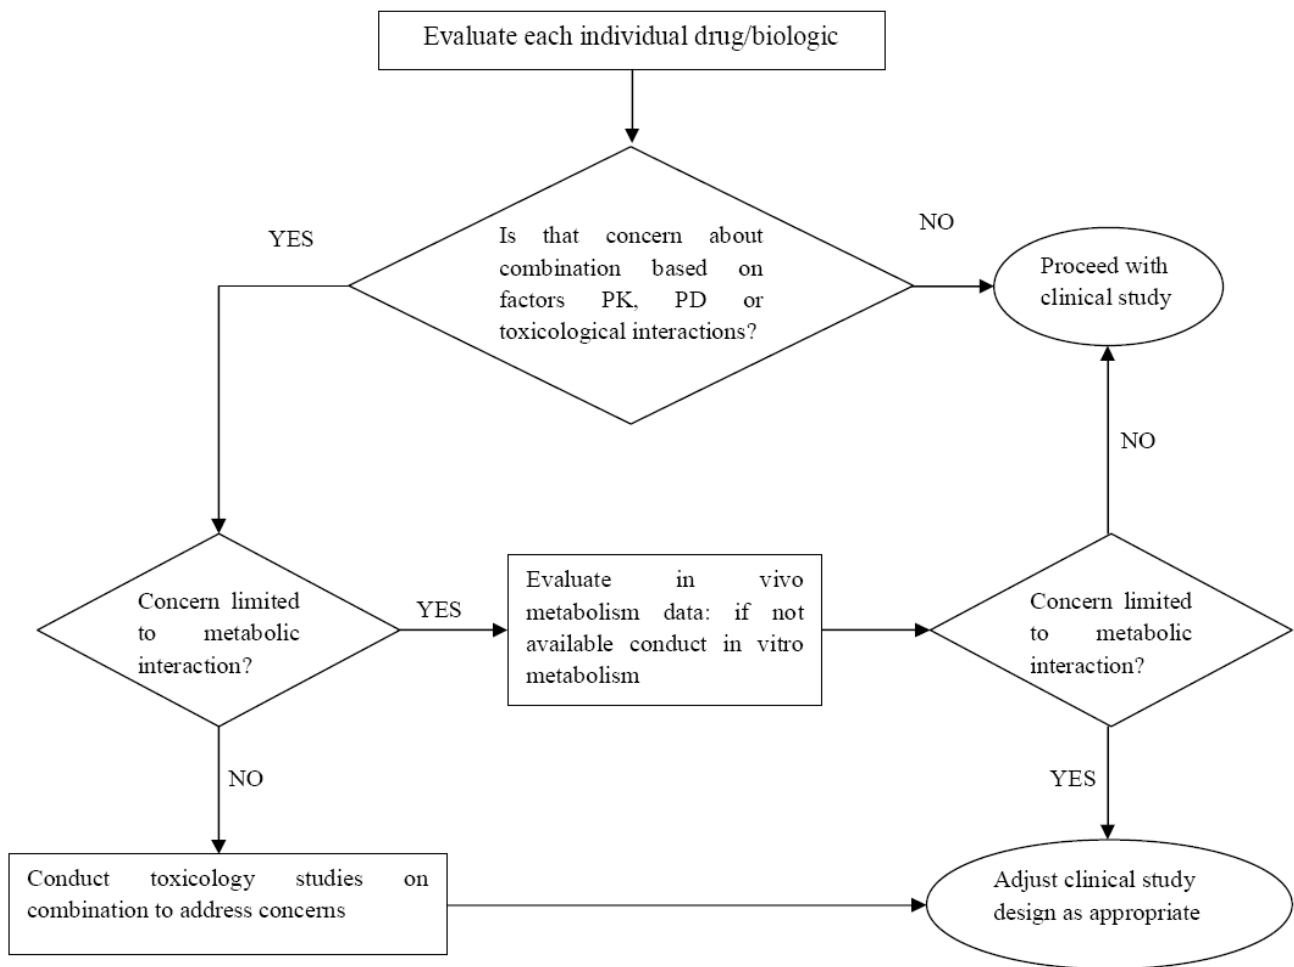 Evaluate each individual drug/biologic
YES
Is that concern about
combination based on
factors PK, PD or
toxicological interactions?
NO
Proceed with
clinical study
NO
Concern limited
to metabolic
interaction?
YES
Evaluate in vivo
metabolism data: if not
available conduct in vitro
metabolism
Concern limited
to metabolic
interaction?
NO
YES
Conduct toxicology studies on
combination to address concerns
Adjust clinical study
design as appropriate